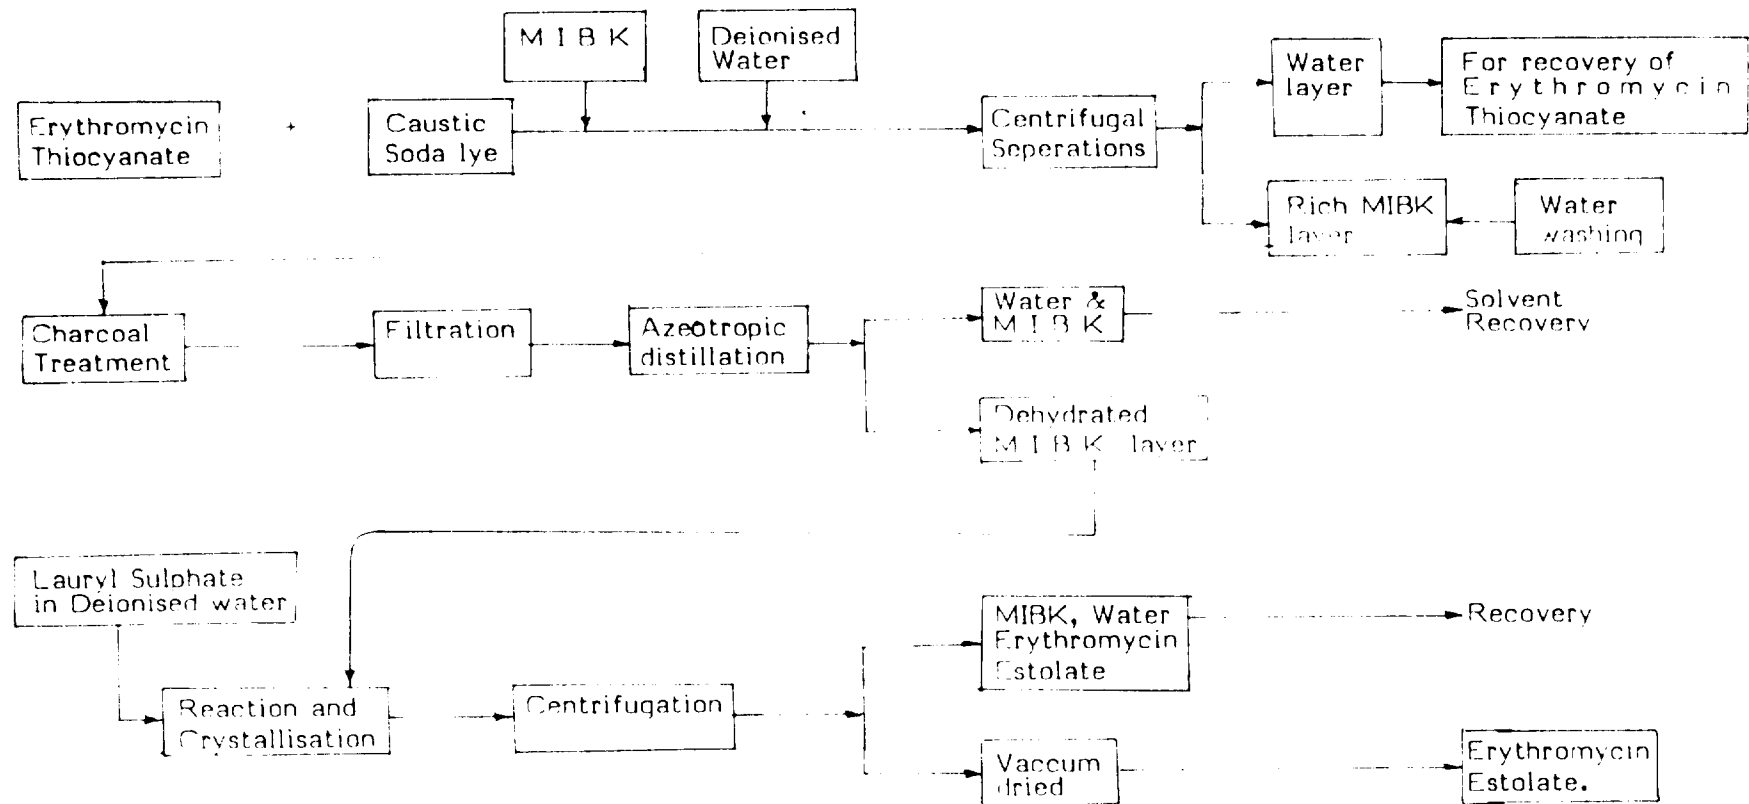 M I B K
Deionised
Water
Erythromycin
Thiocyanate
+
Caustic
Soda lye
Centrifugal
Seperations
Water
layer
For recovery of
Erythromycin
Thiocyanate
Rich MIBK
layer
Water
washing
Charcoal
Treatment
Filtration
Azeotropic
distillation
Water &
M I B K
Solvent
Recovery
Dehydrated
M I B K layer
Lauryl Sulphate
in Deionised water
Reaction and
Crystallisation
Centrifugation
MIBK, Water
Erythromycin
Estolate
Recovery
Vaccum
dried
Erythromycin
Estolate.